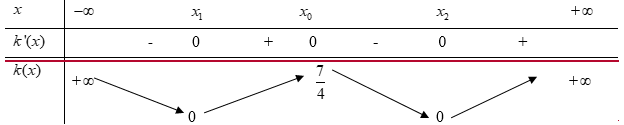 x −∞ x₁ x₀ x₂ +∞
k'(x) - 0 + 0 - 0 +
k(x) +∞ 0 7/4 0 +∞